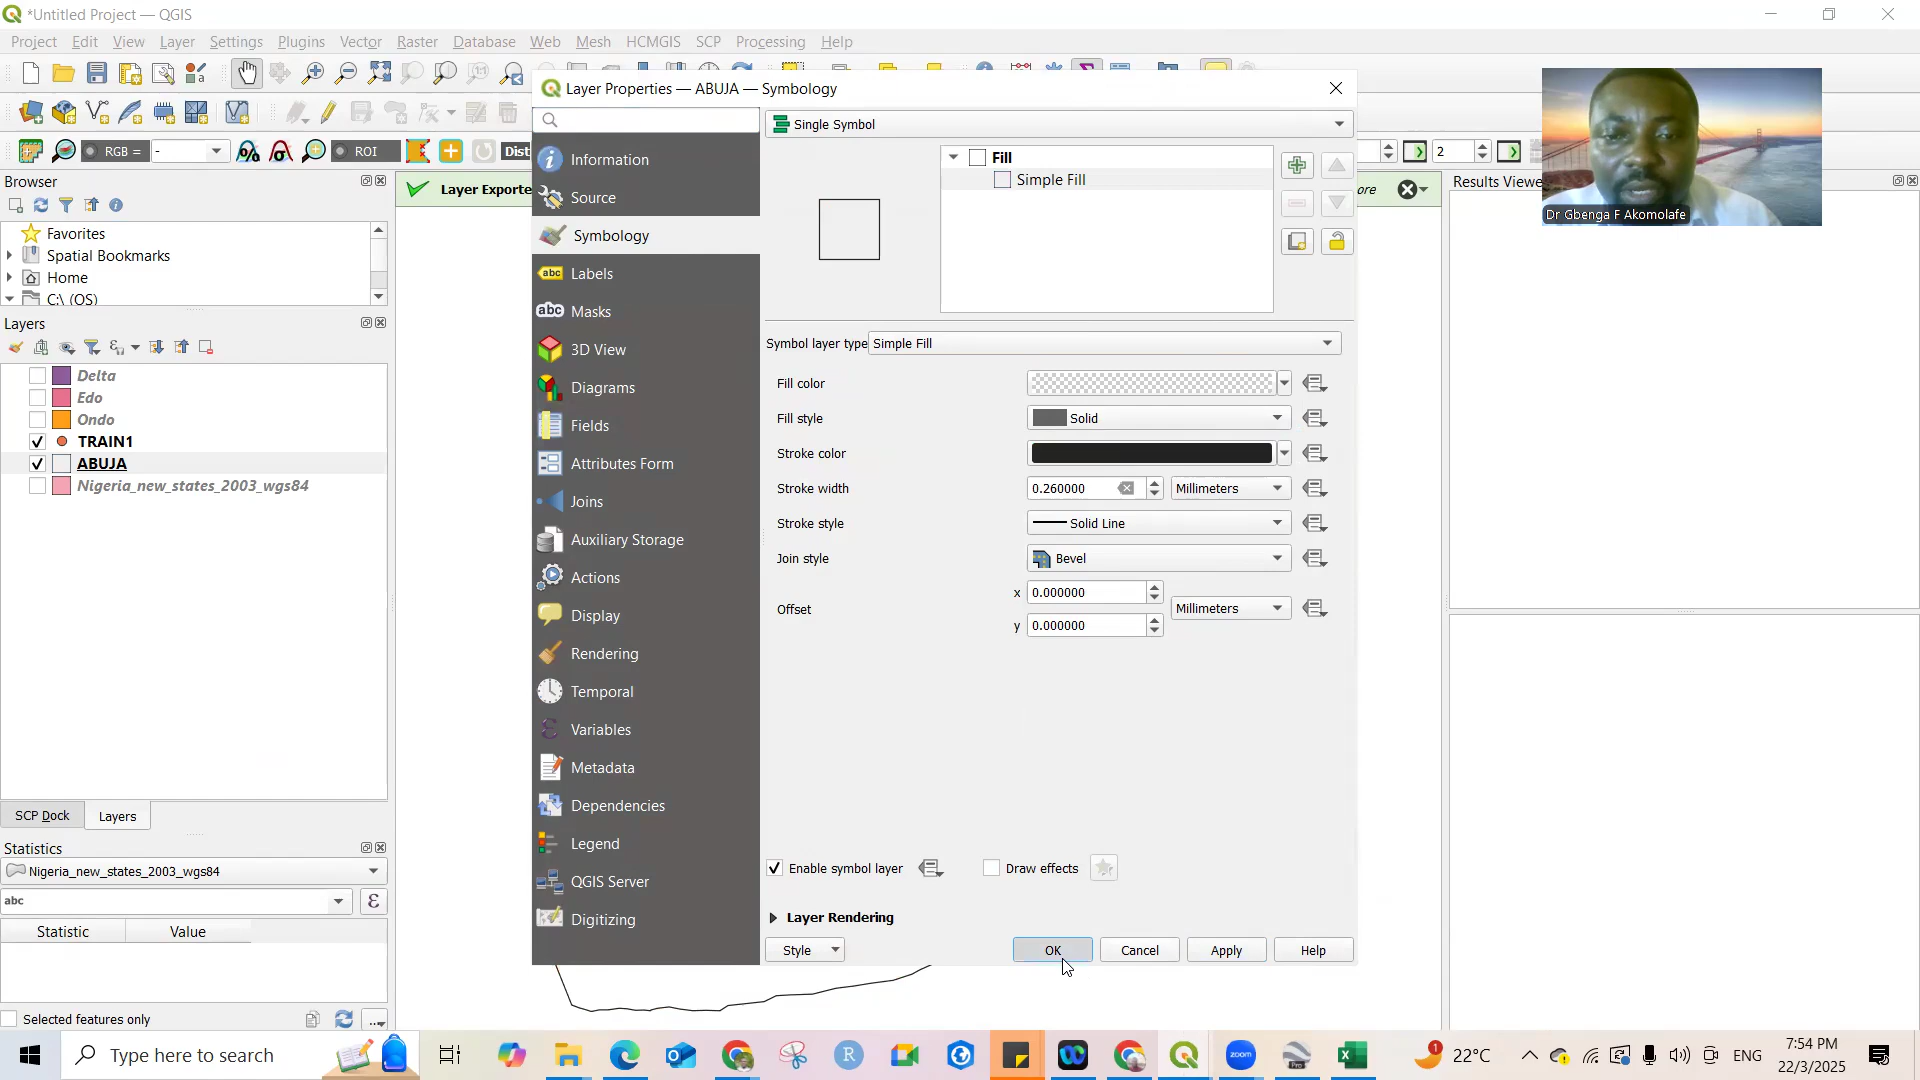 *Untitled Project — QGIS
Project Edit View Layer Settings Plugins Vector Raster Database Web Mesh HCMGIS SCP Processing Help
RGB = -
ROI
Dist
2
Browser
Favorites
Spatial Bookmarks
Home
C:\ (OS)
Layers
Delta
Edo
Ondo
TRAIN1
ABUJA
Nigeria_new_states_2003_wgs84
SCP Dock
Layers
Statistics
Nigeria_new_states_2003_wgs84
abc
ε
Statistic Value
Selected features only
Layer Exporte
ore
Layer Properties — ABUJA — Symbology
Information
Source
Symbology
abc Labels
abc Masks
3D View
Diagrams
Fields
Attributes Form
Joins
Auxiliary Storage
Actions
Display
Rendering
Temporal
Variables
Metadata
Dependencies
Legend
QGIS Server
Digitizing
Single Symbol
Fill
Simple Fill
Symbol layer type Simple Fill
Fill color
Fill style Solid
Stroke color
Stroke width 0.260000 Millimeters
Stroke style Solid Line
Join style Bevel
Offset x 0.000000 Millimeters
y 0.000000
Enable symbol layer
Draw effects
Layer Rendering
Style
OK Cancel Apply Help
Results Viewe
Dr Gbenga F Akomolafe
Type here to search
R
zoom
Pro
1
22°C
ENG
7:54 PM
22/3/2025